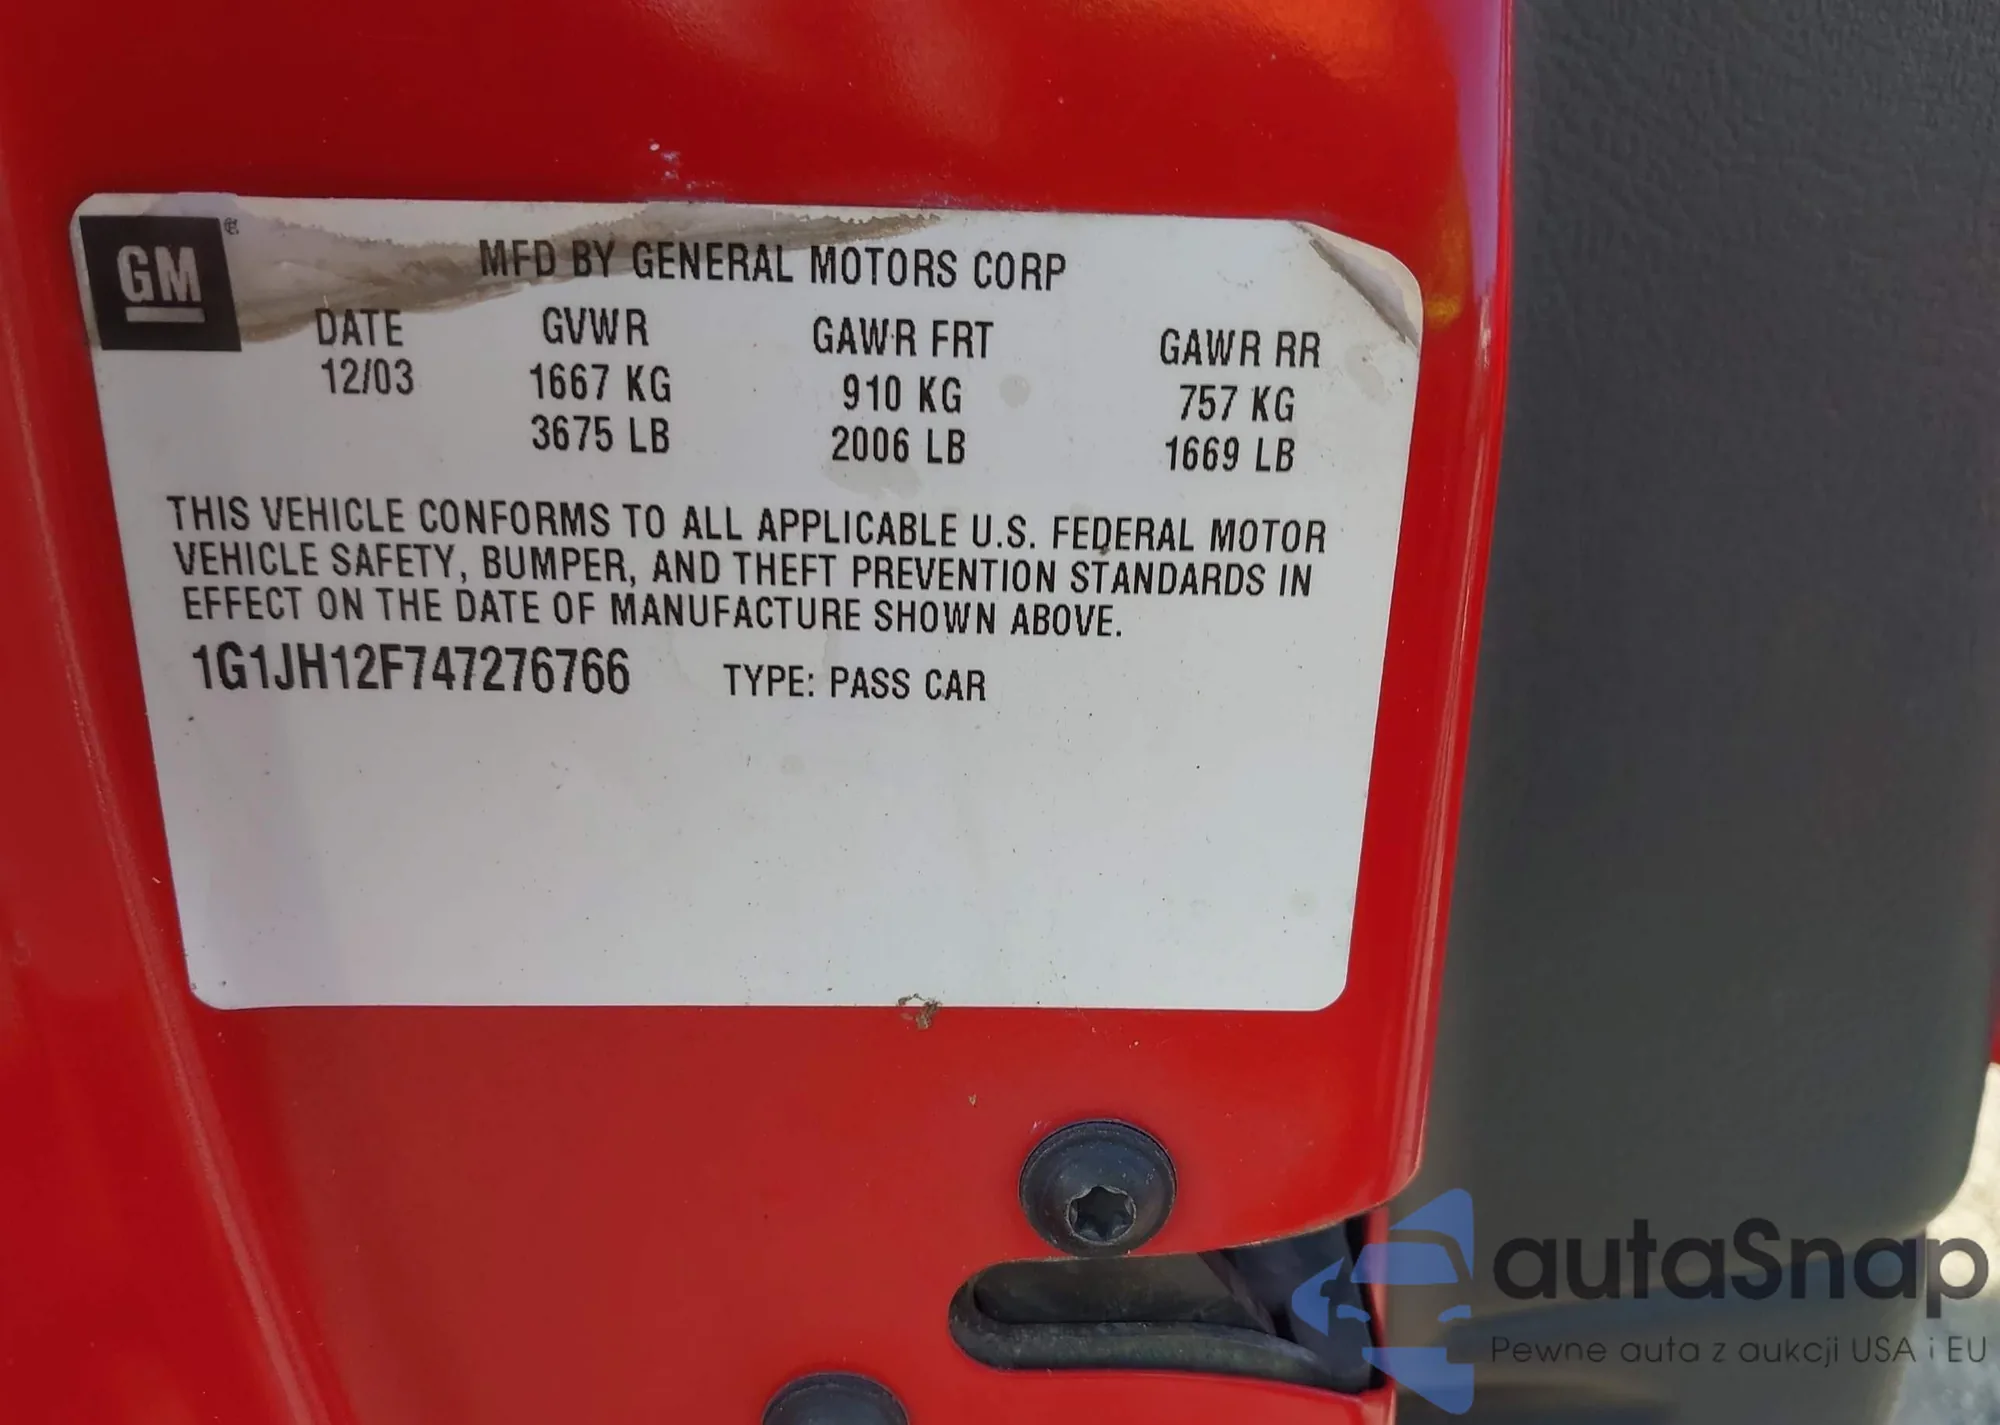 GM
MFD BY GENERAL MOTORS CORP
DATE GVWR GAWR FRT GAWR RR
12/03 1667 KG 910 KG 757 KG
3675 LB 2006 LB 1669 LB
THIS VEHICLE CONFORMS TO ALL APPLICABLE U.S. FEDERAL MOTOR
VEHICLE SAFETY, BUMPER, AND THEFT PREVENTION STANDARDS IN
EFFECT ON THE DATE OF MANUFACTURE SHOWN ABOVE.
1G1JH12F747276766 TYPE: PASS CAR
autaSnap
Pewne auta z aukcji USA i EU